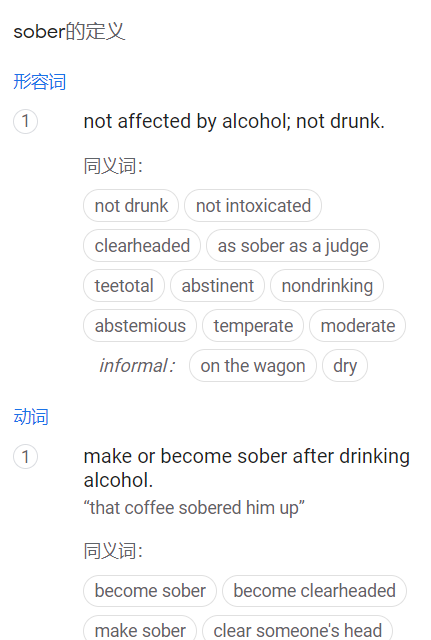 sober的定义
形容词
1 not affected by alcohol; not drunk.
同义词：
not drunk not intoxicated
clearheaded as sober as a judge
teetotal abstinent nondrinking
abstemious temperate moderate
informal： on the wagon dry
动词
1 make or become sober after drinking
alcohol.
“that coffee sobered him up”
同义词：
become sober become clearheaded
make sober clear someone's head